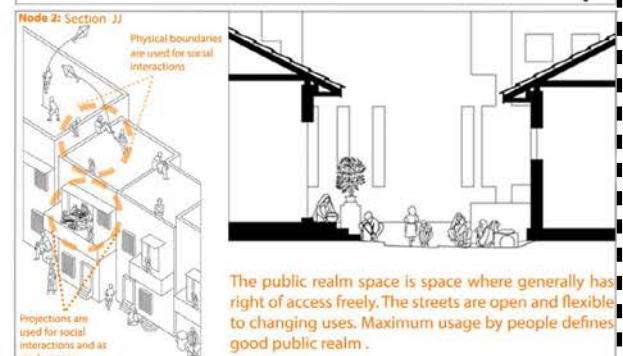 Node 2: Section JJ
Physical boundaries
are used for social
interactions
The public realm space is space where generally has
right of access freely. The streets are open and flexible
to changing uses. Maximum usage by people defines
good public realm .
Projections are
used for social
interactions and as